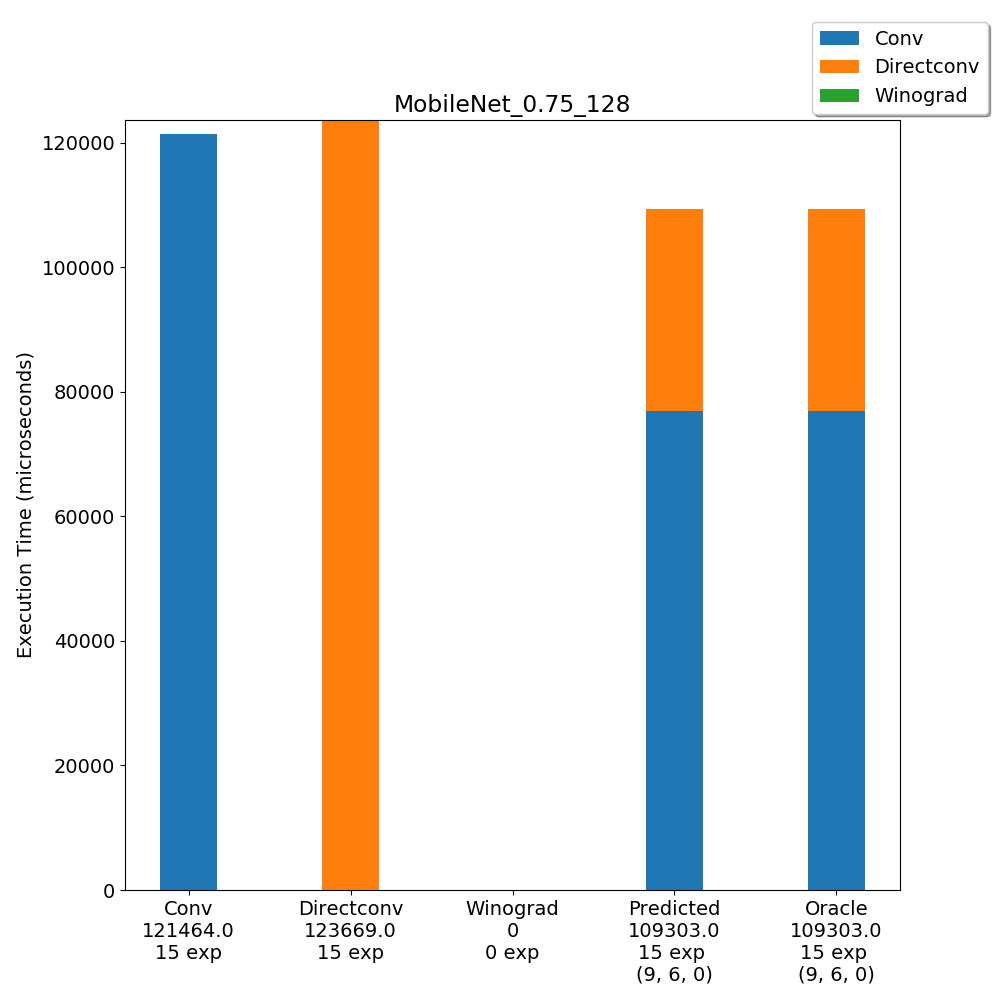 Conv
Directconv
Winograd
MobileNet_0.75_128
Execution Time (microseconds)
120000
100000
80000
60000
40000
20000
0
Conv
121464.0
15 exp
Directconv
123669.0
15 exp
Winograd
0
0 exp
Predicted
109303.0
15 exp
(9, 6, 0)
Oracle
109303.0
15 exp
(9, 6, 0)